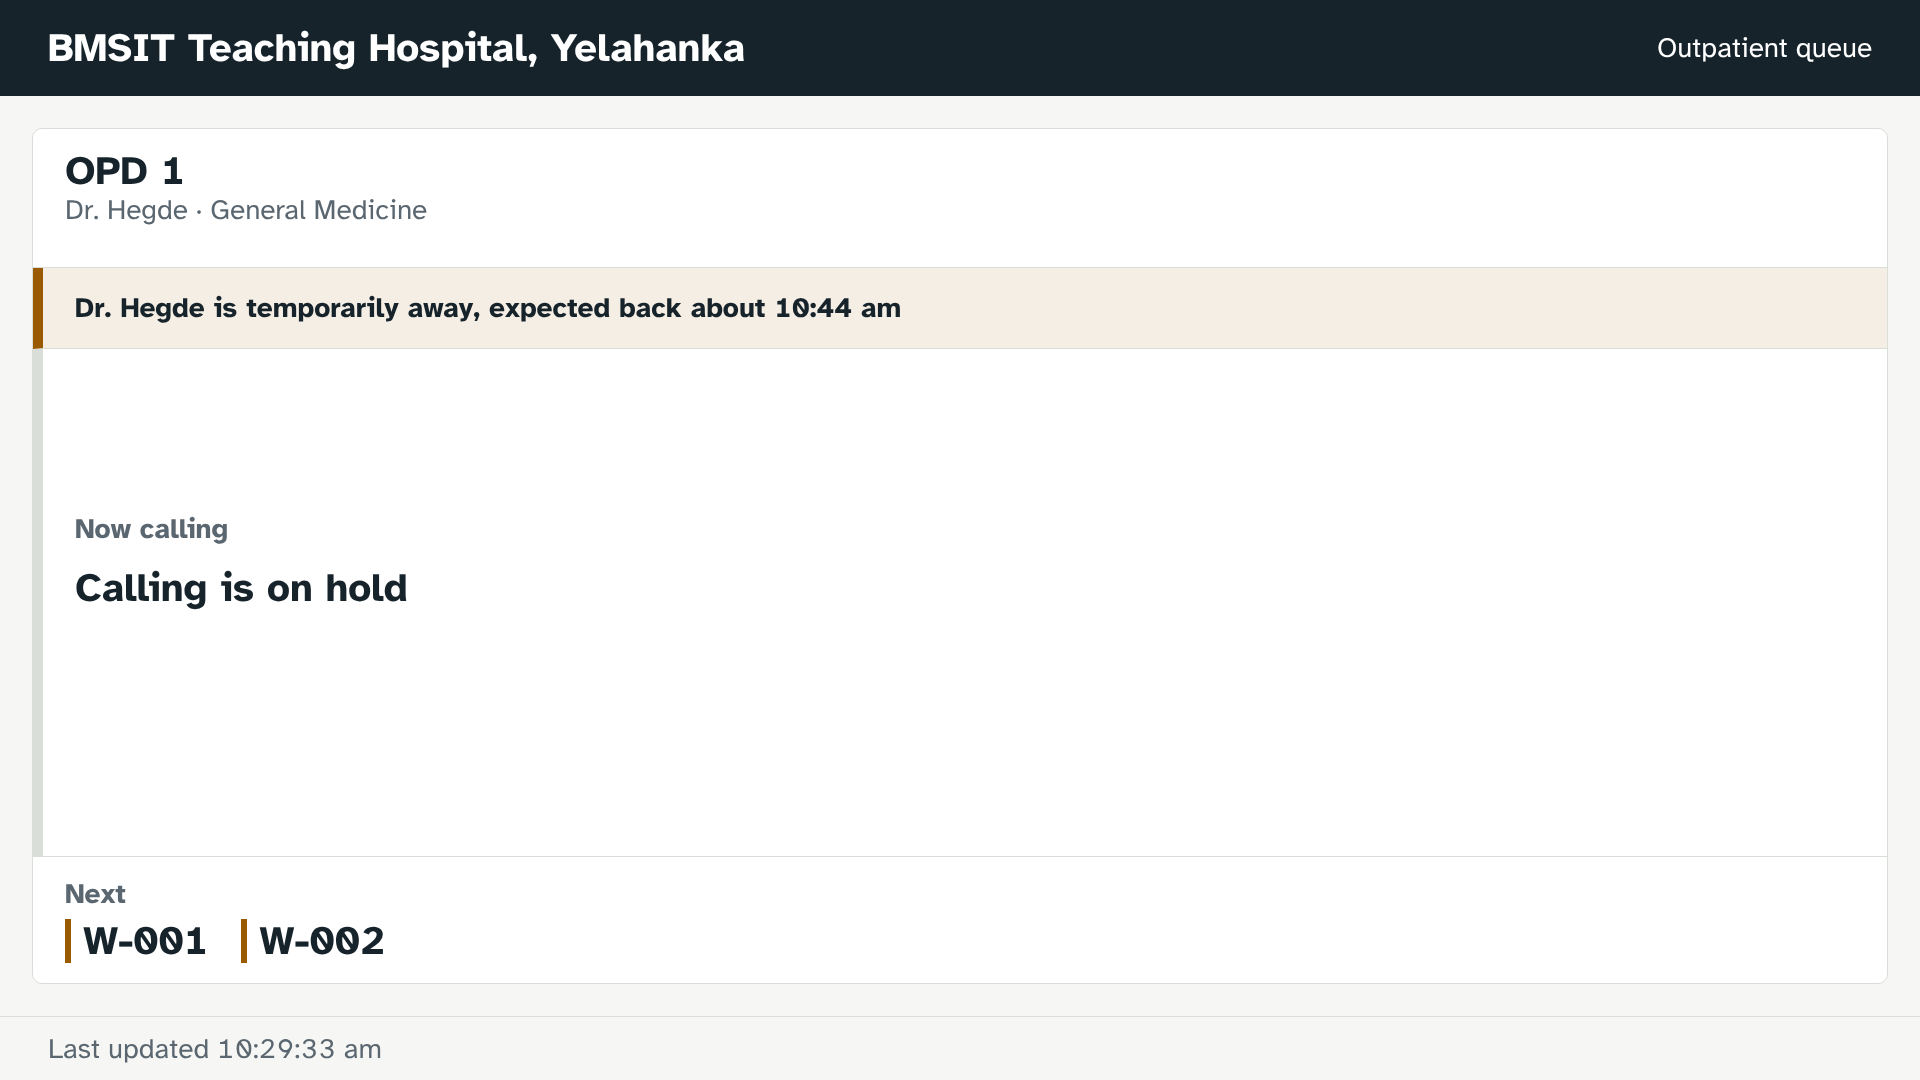 BMSIT Teaching Hospital, Yelahanka
Outpatient queue
OPD 1
Dr. Hegde · General Medicine
Dr. Hegde is temporarily away, expected back about 10:44 am
Now calling
Calling is on hold
Next
W-001 W-002
Last updated 10:29:33 am